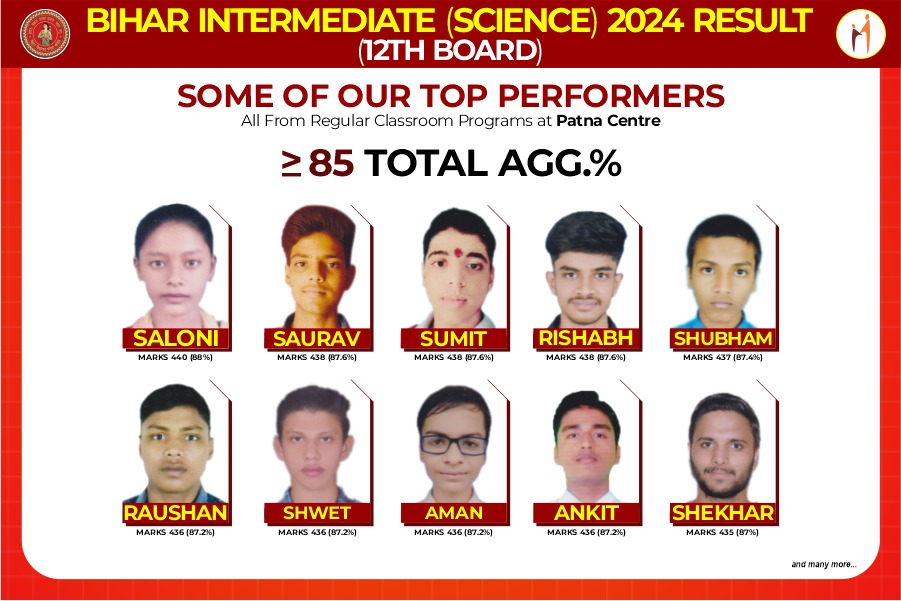 BIHAR INTERMEDIATE (SCIENCE) 2024 RESULT
(12TH BOARD)
SOME OF OUR TOP PERFORMERS
All From Regular Classroom Programs at Patna Centre
≥ 85 TOTAL AGG.%
SALONI
MARKS 440 (88%)
SAURAV
MARKS 438 (87.6%)
SUMIT
MARKS 438 (87.6%)
RISHABH
MARKS 438 (87.6%)
SHUBHAM
MARKS 437 (87.4%)
RAUSHAN
MARKS 436 (87.2%)
SHWET
MARKS 436 (87.2%)
AMAN
MARKS 436 (87.2%)
ANKIT
MARKS 436 (87.2%)
SHEKHAR
MARKS 435 (87%)
and many more...